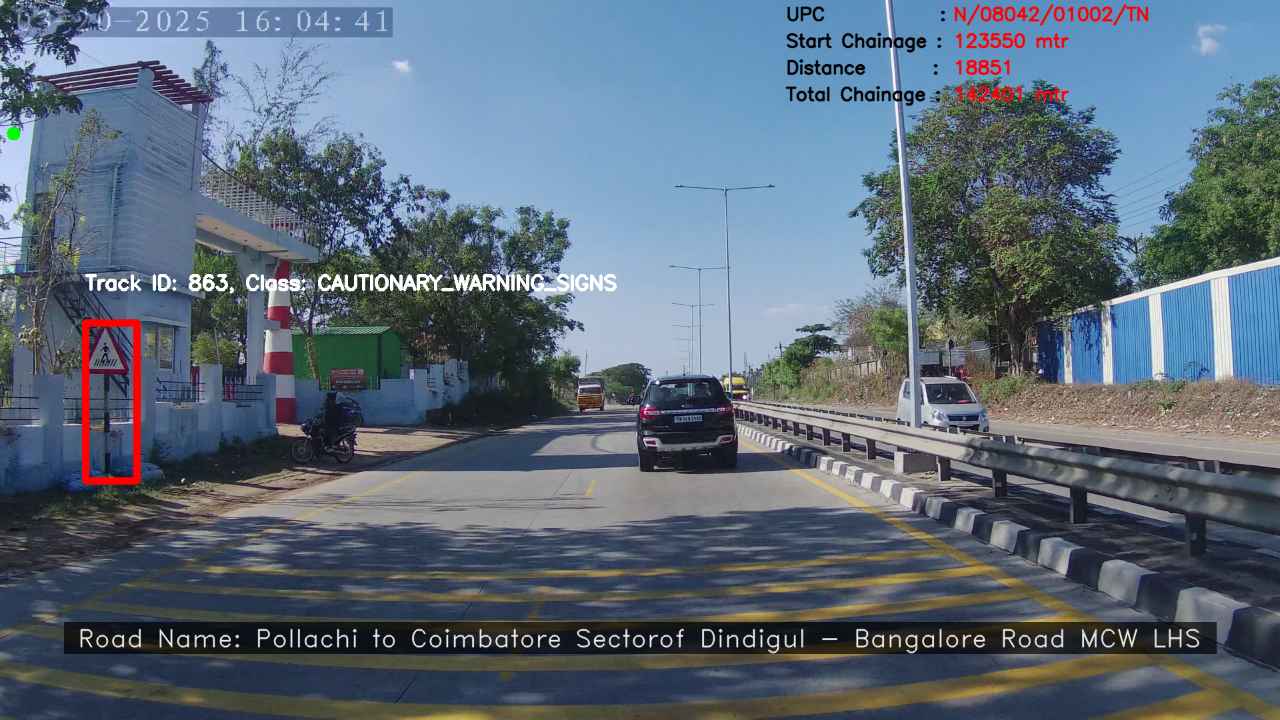 03-20-2025 16:04:41
UPC : N/08042/01002/TN
Start Chainage : 123550 mtr
Distance : 18851
Total Chainage : 142401 mtr
Track ID: 863, Class: CAUTIONARY_WARNING_SIGNS
Road Name: Pollachi to Coimbatore Sectorof Dindigul - Bangalore Road MCW LHS